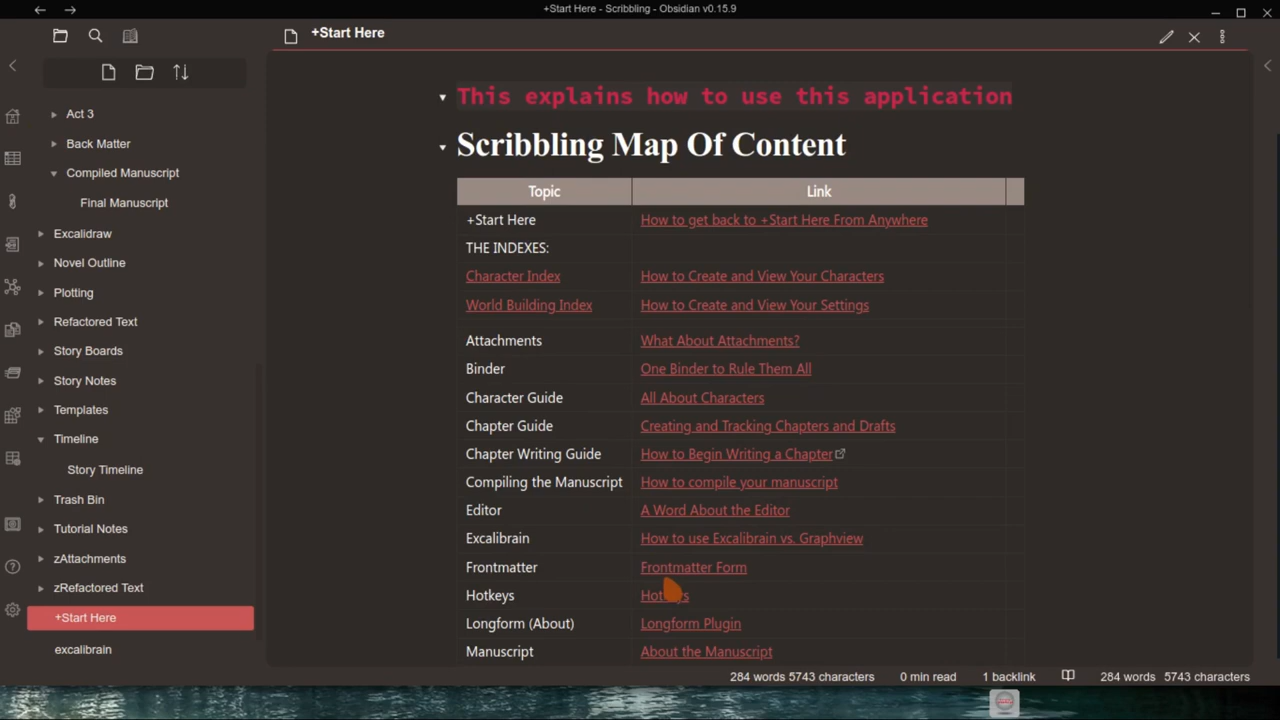 +Start Here - Scribbling - Obsidian v0.15.9
+Start Here
Act 3
Back Matter
Compiled Manuscript
Final Manuscript
Excalidraw
Novel Outline
Plotting
Refactored Text
Story Boards
Story Notes
Templates
Timeline
Story Timeline
Trash Bin
Tutorial Notes
zAttachments
zRefactored Text
+Start Here
excalibrain
This explains how to use this application
Scribbling Map Of Content
Topic Link
+Start Here How to get back to +Start Here From Anywhere
THE INDEXES:
Character Index How to Create and View Your Characters
World Building Index How to Create and View Your Settings
Attachments What About Attachments?
Binder One Binder to Rule Them All
Character Guide All About Characters
Chapter Guide Creating and Tracking Chapters and Drafts
Chapter Writing Guide How to Begin Writing a Chapter
Compiling the Manuscript How to compile your manuscript
Editor A Word About the Editor
Excalibrain How to use Excalibrain vs. Graphview
Frontmatter Frontmatter Form
Hotkeys Hotkeys
Longform (About) Longform Plugin
Manuscript About the Manuscript
284 words 5743 characters 0 min read 1 backlink 284 words 5743 characters